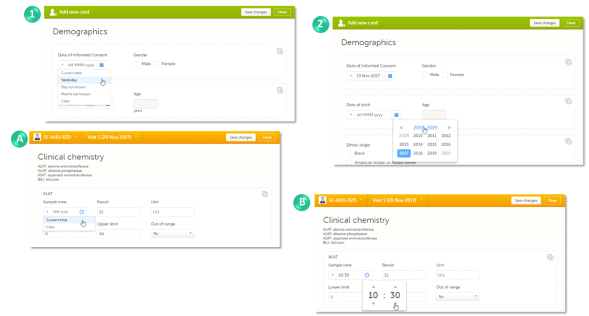 1
Add new card
Save changes
Close
Demographics
Date of Informed Consent
Gender
dd MMM yyyy
Male
Female
Current time
Yesterday
Day not known
Month not known
Clear
Age
years
2
Add new card
Save changes
Close
Demographics
Date of Informed Consent
Gender
19 Nov 2017
Male
Female
Date of birth
Age
dd MMM yyyy
2010 2011 2012
2013 2014 2015 2016
2017 2018 2019
Ethnic origin
Black
American Indian or Alaska Native
A
SE-AHU-025
Visit 1 (20 Nov 2017)
Save changes
Close
Clinical chemistry
ALAT: alanine aminotransferase
ALP: alkaline phosphatase
ASAT: aspartate aminotransferase
BILI: bilirubin
ALAT
Sample time
Result
Unit
21
U/L
Current time
Clear
Upper limit
Out of range
0
44
No
B
SE-AHU-025
Visit 1 (20 Nov 2017)
Save changes
Close
Clinical chemistry
ALAT: alanine aminotransferase
ALP: alkaline phosphatase
ASAT: aspartate aminotransferase
BILI: bilirubin
ALAT
Sample time
Result
Unit
10:30
21
U/L
Lower limit
Out of range
0
No
10 : 30